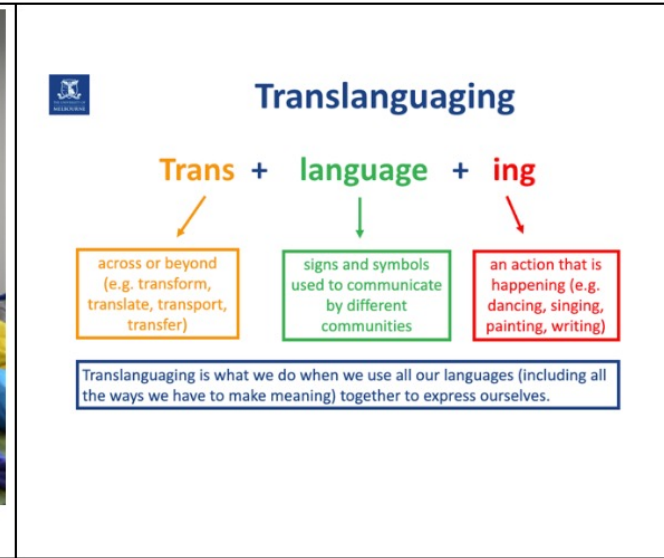 MELBOURNE
Translanguaging
Trans + language + ing
across or beyond
(e.g. transform,
translate, transport,
transfer)
signs and symbols
used to communicate
by different
communities
an action that is
happening (e.g.
dancing, singing,
painting, writing)
Translanguaging is what we do when we use all our languages (including all
the ways we have to make meaning) together to express ourselves.